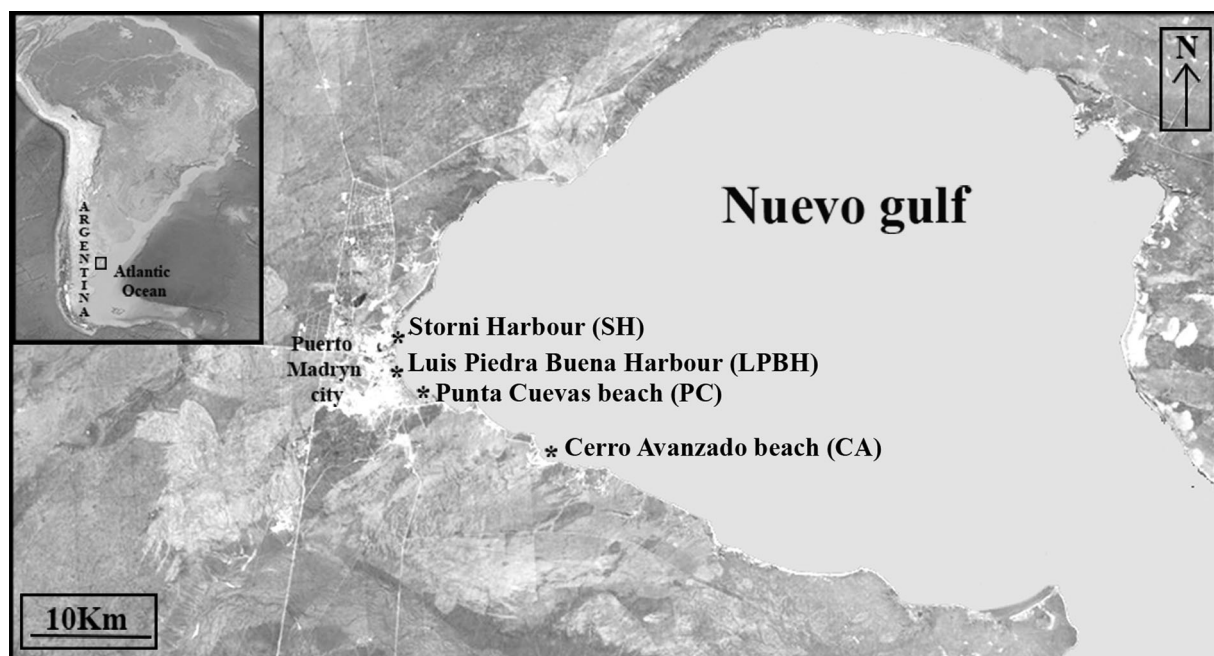 N
Nuevo gulf
ARGENTINA
Atlantic
Ocean
Storni Harbour (SH)
Puerto
Madryn
city
Luis Piedra Buena Harbour (LPBH)
Punta Cuevas beach (PC)
Cerro Avanzado beach (CA)
10Km